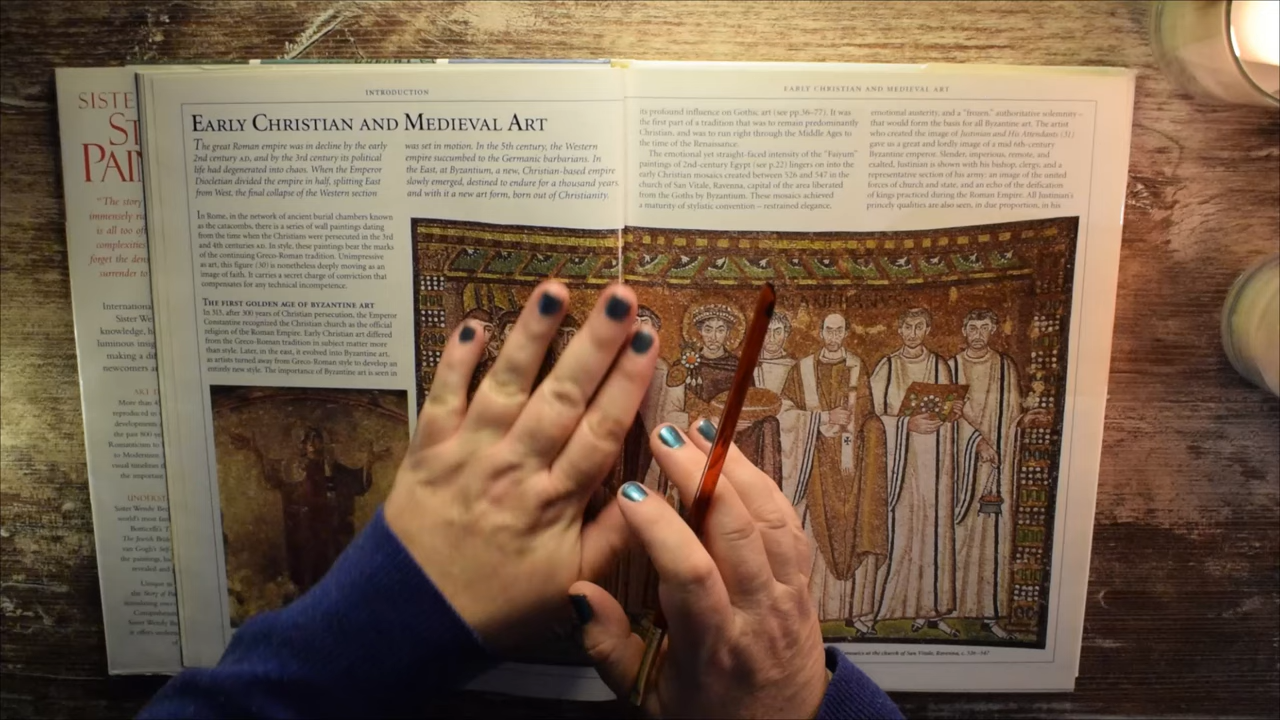 SISTE
ST
PAI
"The story
is all too oft
complexities
forget the den
surrender to
Internation
Sister We
knowledge, h
luminous insig
making a dif
newcomers a
INTRODUCTION
EARLY CHRISTIAN AND MEDIEVAL ART
The great Roman empire was in decline by the early
2nd century AD, and by the 3rd century its political
life had degenerated into chaos. When the Emperor
Diocletian divided the empire in half, splitting East
from West, the final collapse of the Western section
was set in motion. In the 5th century, the Western
empire succumbed to the Germanic barbarians. In
the East, at Byzantium, a new, Christian-based empire
slowly emerged, destined to endure for a thousand years
and with it a new art form, born out of Christianity.
In Rome, in the network of ancient burial chambers known
as the catacombs, there is a series of wall paintings dating
from the time when the Christians were persecuted in the 3rd
and 4th centuries AD. In style, these paintings bear the marks
of the continuing Greco-Roman tradition. Unimpressive
as art, this figure (30) is nonetheless deeply moving as an
image of faith. It carries a secret charge of conviction that
compensates for any technical incompetence.
THE FIRST GOLDEN AGE OF BYZANTINE ART
In 313, after 300 years of Christian persecution, the Emperor
Constantine recognized the Christian church as the official
religion of the Roman Empire. Early Christian art differed
from the Greco-Roman in subject matter more
than style. Later, in the east, it evolved into Byzantine art,
as artists turned away from Greco-Roman style to develop an
entirely new style. The importance of Byzantine art is seen in
EARLY CHRISTIAN AND MEDIEVAL ART
its profound influence on Gothic art (see pp.36–77). It was
the first part of a tradition that was to remain predominantly
Christian, and was to run right through the Middle Ages to
the time of the Renaissance.
The emotional yet straight-faced intensity of the "Faiyum"
paintings of 2nd-century Egypt (see p.22) lingers on into the
early Christian mosaics created between 526 and 547 in the
church of San Vitale, Ravenna, capital of the area liberated
from the Goths by Byzantium. These mosaics achieved
a maturity of stylistic convention – restrained elegance,
emotional austerity, and a "frozen," authoritative solemnity –
that would form the basis for all Byzantine art. The artist
who created the image of Justinian and His Attendants (31)
gave us a great and lordly image of a mid 6th-century
Byzantine emperor. Slender, imperious, remote, and
exalted, Justinian is shown with his bishop, clergy, and a
representative section of his army: an image of the united
forces of church and state, and an echo of the deification
of kings practiced during the Roman Empire. All Justinian's
princely qualities are also seen, in due proportion, in his
mosaics at the church of San Vitale, Ravenna, c. 526–547